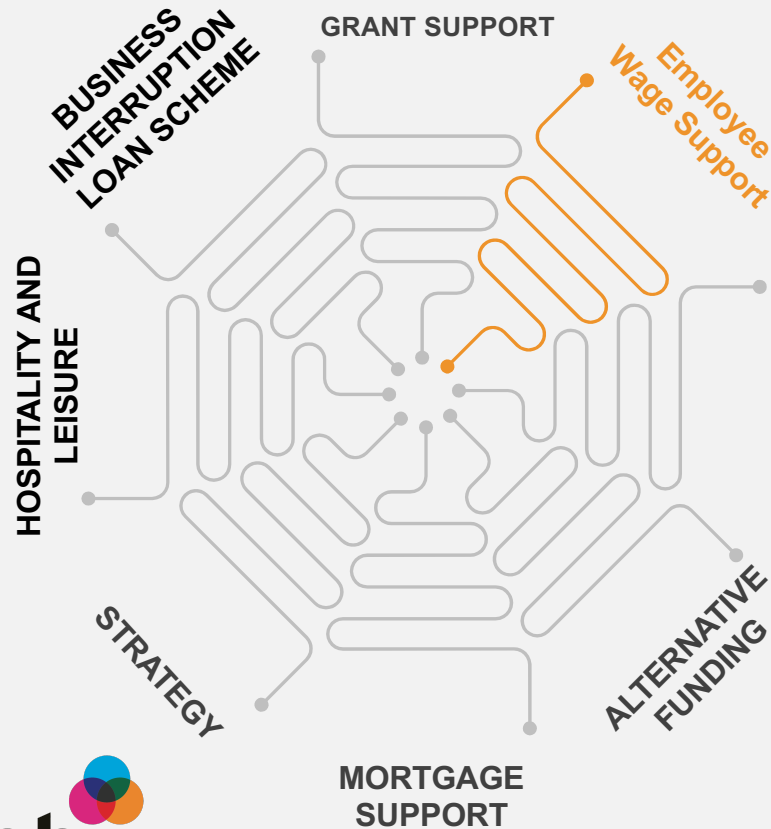 GRANT SUPPORT
Employee
Wage Support
ALTERNATIVE
FUNDING
MORTGAGE
SUPPORT
STRATEGY
HOSPITALITY AND
LEISURE
BUSINESS
INTERRUPTION
LOAN SCHEME